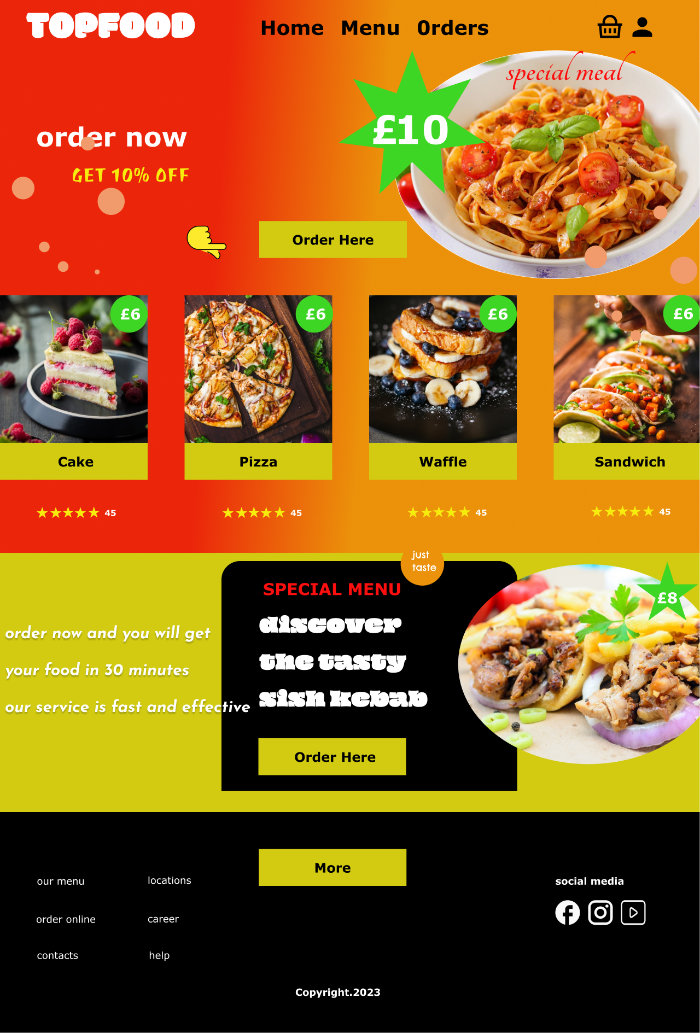 TOPFOOD
Home Menu 0rders
special meal
£10
order now
GET 10% OFF
Order Here
£6 £6 £6 £6
Cake Pizza Waffle Sandwich
★★★★★ 45 ★★★★★ 45 ★★★★★ 45 ★★★★★ 45
just
taste
SPECIAL MENU
£8
discover
order now and you will get
the tasty
your food in 30 minutes
sish kebab
our service is fast and effective
Order Here
More
our menu locations social media
order online career
contacts help
Copyright.2023